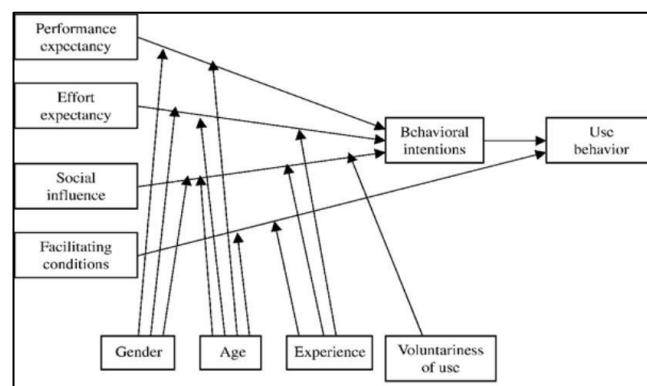 Performance
expectancy
Effort
expectancy
Behavioral
intentions
Use
behavior
Social
influence
Facilitating
conditions
Gender
Age
Experience
Voluntariness
of use